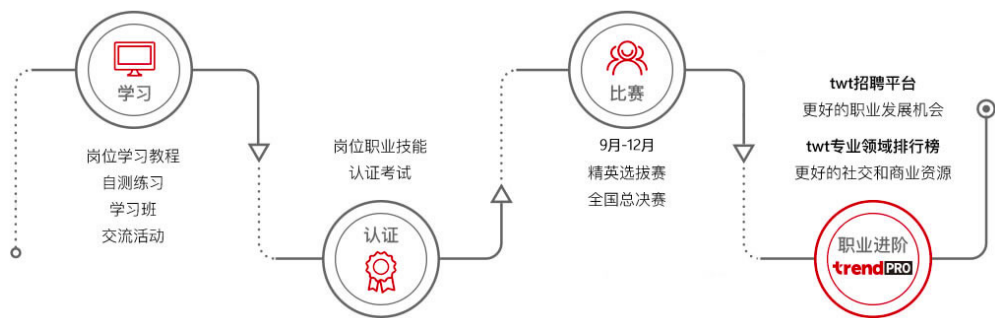 学习
岗位学习教程
自测练习
学习班
交流活动
岗位职业技能
认证考试
认证
比赛
9月-12月
精英选拔赛
全国总决赛
twt招聘平台
更好的职业发展机会
twt专业领域排行榜
更好的社交和商业资源
职业进阶
trendPRO